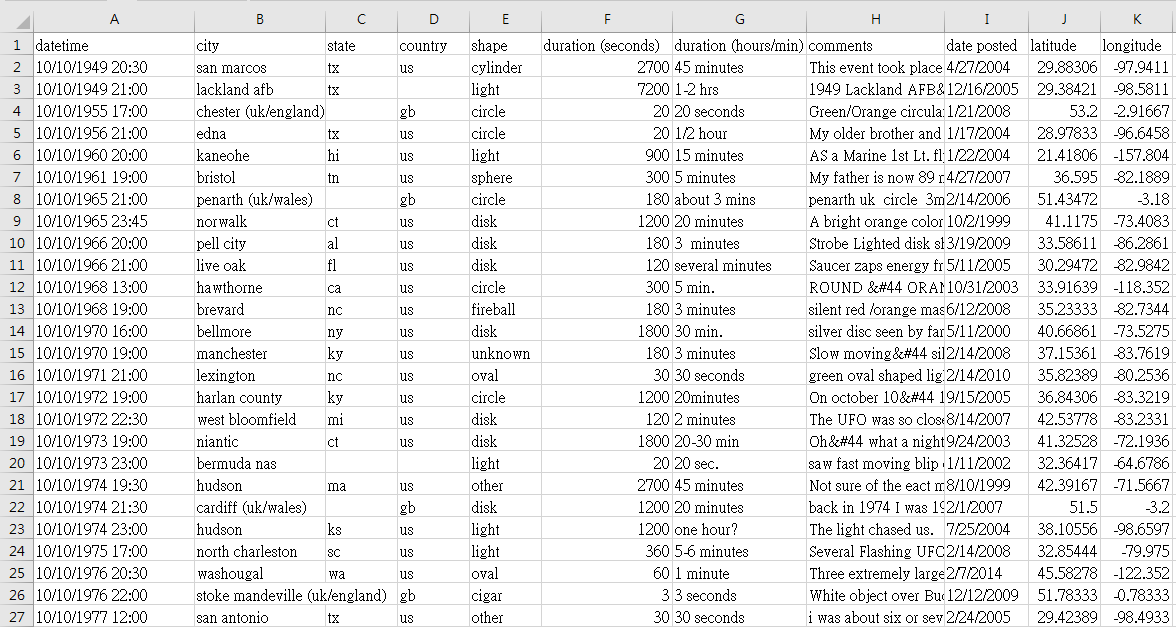 A B C D E F G H I J K
1 datetime city state country shape duration (seconds) duration (hours/min) comments date posted latitude longitude
2 10/10/1949 20:30 san marcos tx us cylinder 2700 45 minutes This event took place 4/27/2004 29.88306 -97.9411
3 10/10/1949 21:00 lackland afb tx light 7200 1-2 hrs 1949 Lackland AFB& 12/16/2005 29.38421 -98.5811
4 10/10/1955 17:00 chester (uk/england) gb circle 20 20 seconds Green/Orange circula 1/21/2008 53.2 -2.91667
5 10/10/1956 21:00 edna tx us circle 20 1/2 hour My older brother and 1/17/2004 28.97833 -96.6458
6 10/10/1960 20:00 kaneohe hi us light 900 15 minutes AS a Marine 1st Lt. fl 1/22/2004 21.41806 -157.804
7 10/10/1961 19:00 bristol tn us sphere 300 5 minutes My father is now 89 m 4/27/2007 36.595 -82.1889
8 10/10/1965 21:00 penarth (uk/wales) gb circle 180 about 3 mins penarth uk circle 3m 2/14/2006 51.43472 -3.18
9 10/10/1965 23:45 norwalk ct us disk 1200 20 minutes A bright orange color 10/2/1999 41.1175 -73.4083
10 10/10/1966 20:00 pell city al us disk 180 3 minutes Strobe Lighted disk sh 3/19/2009 33.58611 -86.2861
11 10/10/1966 21:00 live oak fl us disk 120 several minutes Saucer zaps energy fr 5/11/2005 30.29472 -82.9842
12 10/10/1968 13:00 hawthorne ca us circle 300 5 min. ROUND &#44 ORAN 10/31/2003 33.91639 -118.352
13 10/10/1968 19:00 brevard nc us fireball 180 3 minutes silent red /orange mas 6/12/2008 35.23333 -82.7344
14 10/10/1970 16:00 bellmore ny us disk 1800 30 min. silver disc seen by fam 5/11/2000 40.66861 -73.5275
15 10/10/1970 19:00 manchester ky us unknown 180 3 minutes Slow moving&#44 sil 2/14/2008 37.15361 -83.7619
16 10/10/1971 21:00 lexington nc us oval 30 30 seconds green oval shaped lig 2/14/2010 35.82389 -80.2536
17 10/10/1972 19:00 harlan county ky us circle 1200 20minutes On october 10&#44 1 9/15/2005 36.84306 -83.3219
18 10/10/1972 22:30 west bloomfield mi us disk 120 2 minutes The UFO was so close 8/14/2007 42.53778 -83.2331
19 10/10/1973 19:00 niantic ct us disk 1800 20-30 min Oh&#44 what a night 9/24/2003 41.32528 -72.1936
20 10/10/1973 23:00 bermuda nas light 20 20 sec. saw fast moving blip 1/11/2002 32.36417 -64.6786
21 10/10/1974 19:30 hudson ma us other 2700 45 minutes Not sure of the eact m 8/10/1999 42.39167 -71.5667
22 10/10/1974 21:30 cardiff (uk/wales) gb disk 1200 20 minutes back in 1974 I was 19 2/1/2007 51.5 -3.2
23 10/10/1974 23:00 hudson ks us light 1200 one hour? The light chased us. 7/25/2004 38.10556 -98.6597
24 10/10/1975 17:00 north charleston sc us light 360 5-6 minutes Several Flashing UFO 2/14/2008 32.85444 -79.975
25 10/10/1976 20:30 washougal wa us oval 60 1 minute Three extremely large 2/7/2014 45.58278 -122.352
26 10/10/1976 22:00 stoke mandeville (uk/england) gb cigar 3 3 seconds White object over Buc 12/12/2009 51.78333 -0.78333
27 10/10/1977 12:00 san antonio tx us other 30 30 seconds i was about six or sev 2/24/2005 29.42389 -98.4933